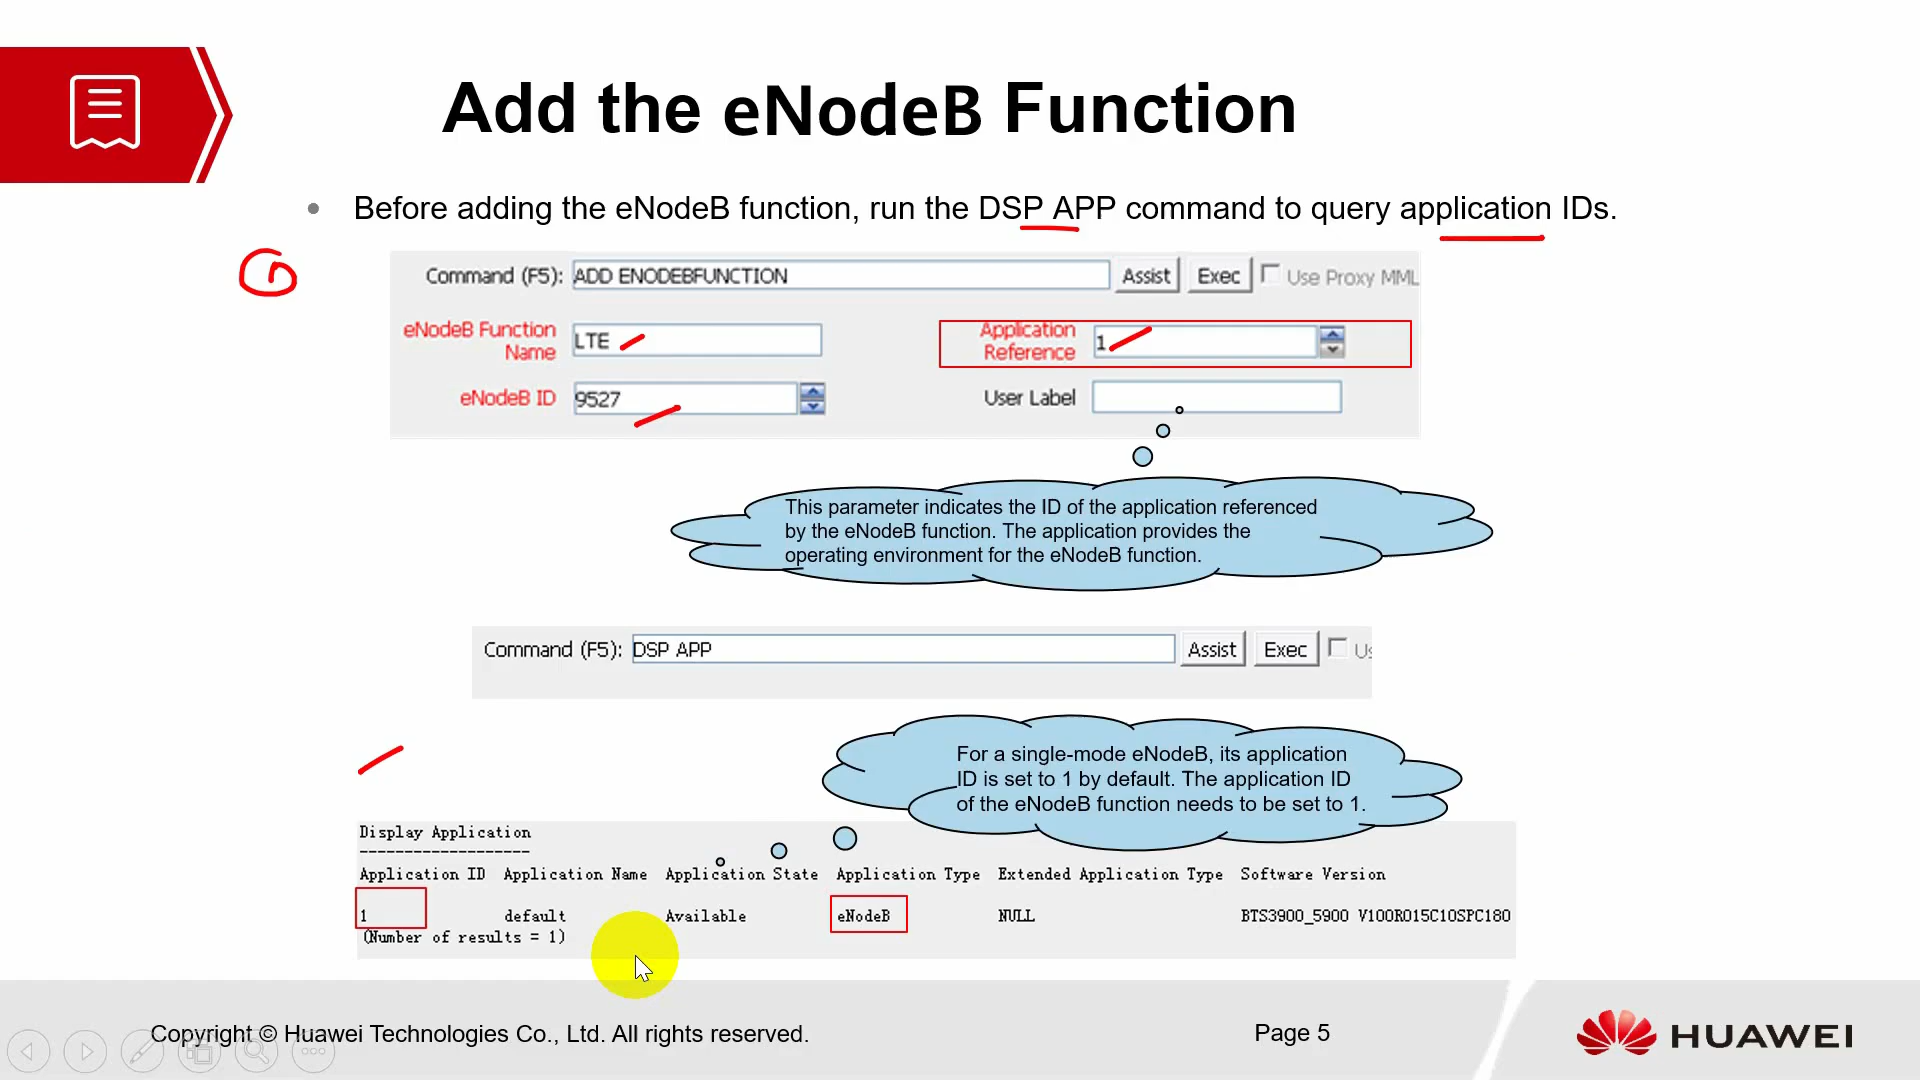 Add the eNodeB Function
• Before adding the eNodeB function, run the DSP APP command to query application IDs.
Command (F5): ADD ENODEBFUNCTION Assist Exec Use Proxy MML
eNodeB Function Name LTE Application Reference 1
eNodeB ID 9527 User Label
This parameter indicates the ID of the application referenced
by the eNodeB function. The application provides the
operating environment for the eNodeB function.
Command (F5): DSP APP Assist Exec
For a single-mode eNodeB, its application
ID is set to 1 by default. The application ID
of the eNodeB function needs to be set to 1.
Display Application
-------------------
Application ID Application Name Application State Application Type Extended Application Type Software Version
1 default Available eNodeB NULL BTS3900_5900 V100R015C10SPC180
(Number of results = 1)
Copyright © Huawei Technologies Co., Ltd. All rights reserved.
Page 5
HUAWEI